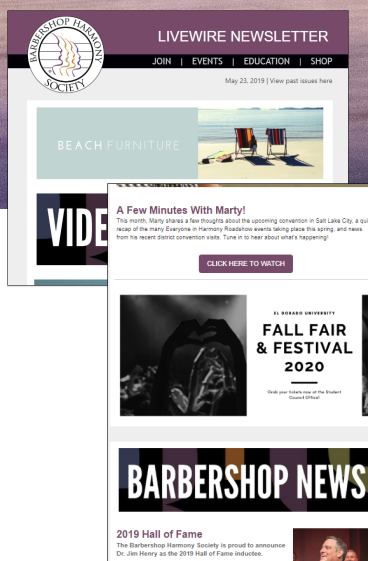 BARBERSHOP HARMONY
SOCIETY
LIVEWIRE NEWSLETTER
JOIN | EVENTS | EDUCATION | SHOP
May 23, 2019 | View past issues here
BEACH FURNITURE
VIDE
A Few Minutes With Marty!
This month, Marty shares a few thoughts about the upcoming convention in Salt Lake City, a qui
recap of the many Everyone in Harmony Roadshow events taking place this spring, and news
from his recent district convention visits. Tune in to hear about what's happening!
CLICK HERE TO WATCH
EL DORADO UNIVERSITY
FALL FAIR
& FESTIVAL
2020
Grab your tickets now at the Student
Council Office!
BARBERSHOP NEWS
2019 Hall of Fame
The Barbershop Harmony Society is proud to announce
Dr. Jim Henry as the 2019 Hall of Fame inductee.